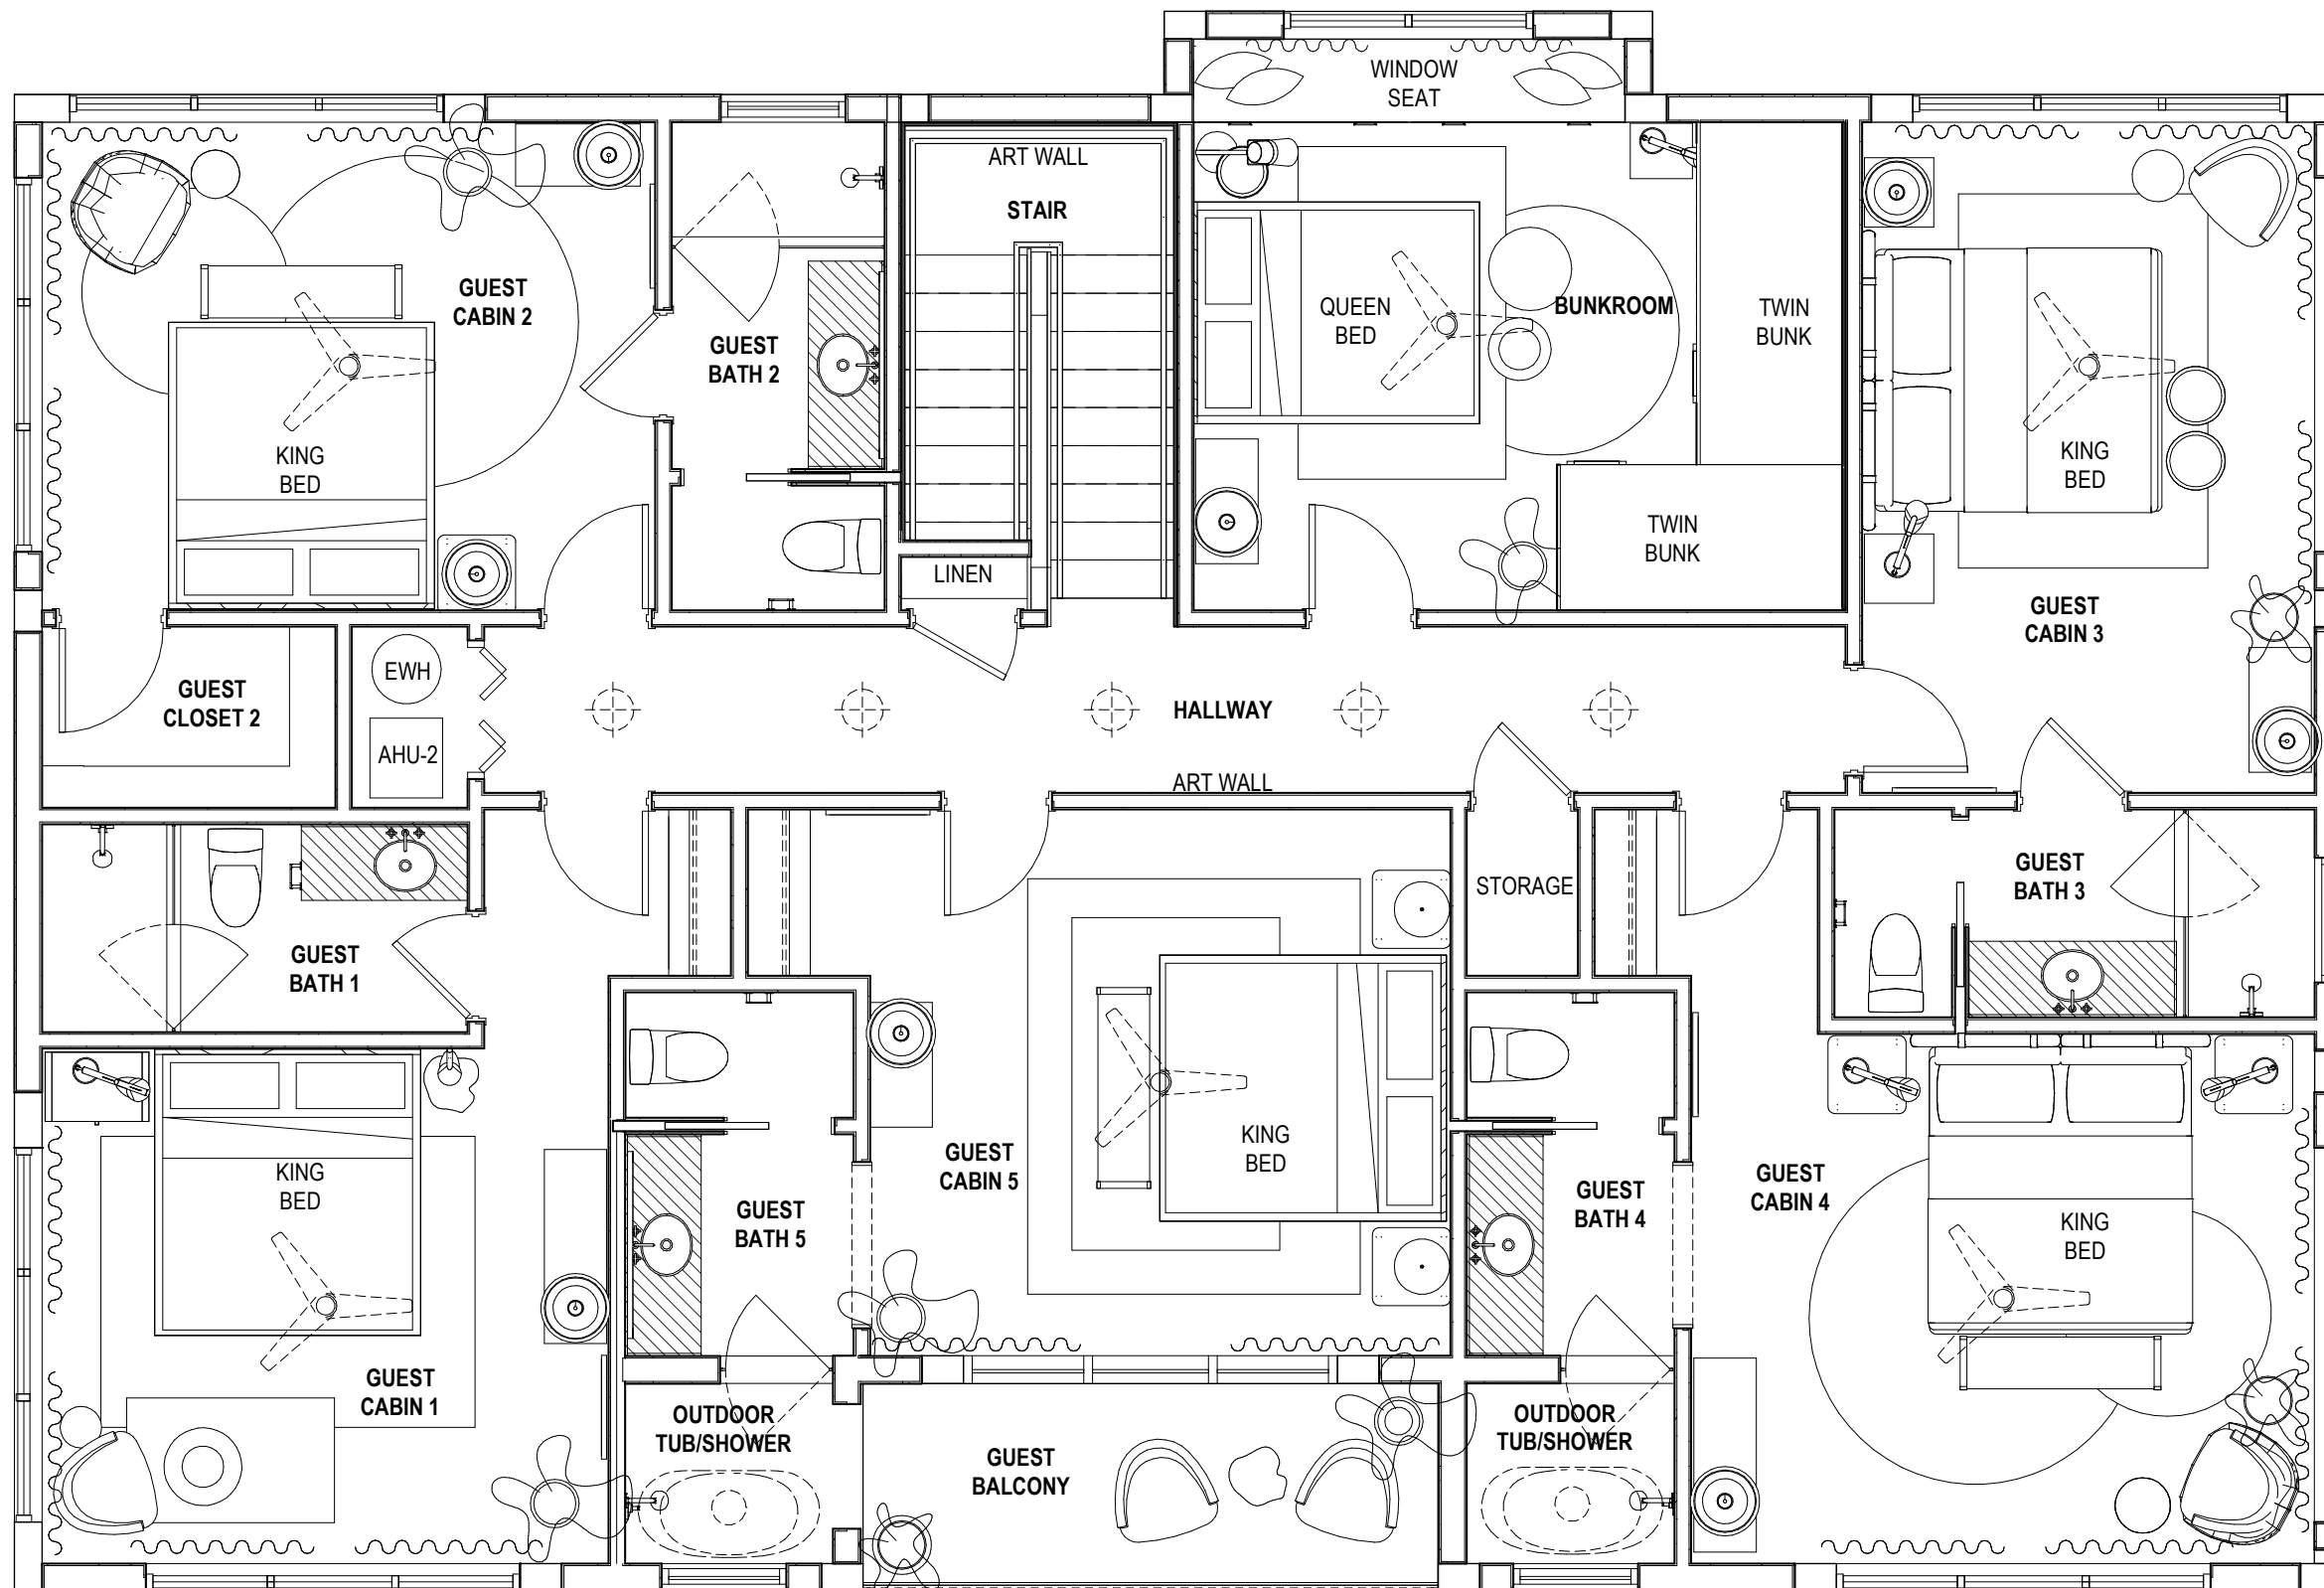 WINDOW
SEAT
ART WALL
STAIR
GUEST
CABIN 2
GUEST
BATH 2
QUEEN
BED
BUNKROOM
TWIN
BUNK
KING
BED
KING
BED
TWIN
BUNK
LINEN
GUEST
CABIN 3
EWH
GUEST
CLOSET 2
HALLWAY
AHU-2
ART WALL
GUEST
BATH 3
STORAGE
GUEST
BATH 1
KING
BED
GUEST
CABIN 5
KING
BED
GUEST
BATH 4
GUEST
CABIN 4
GUEST
BATH 5
KING
BED
GUEST
CABIN 1
OUTDOOR
TUB/SHOWER
OUTDOOR
TUB/SHOWER
GUEST
BALCONY